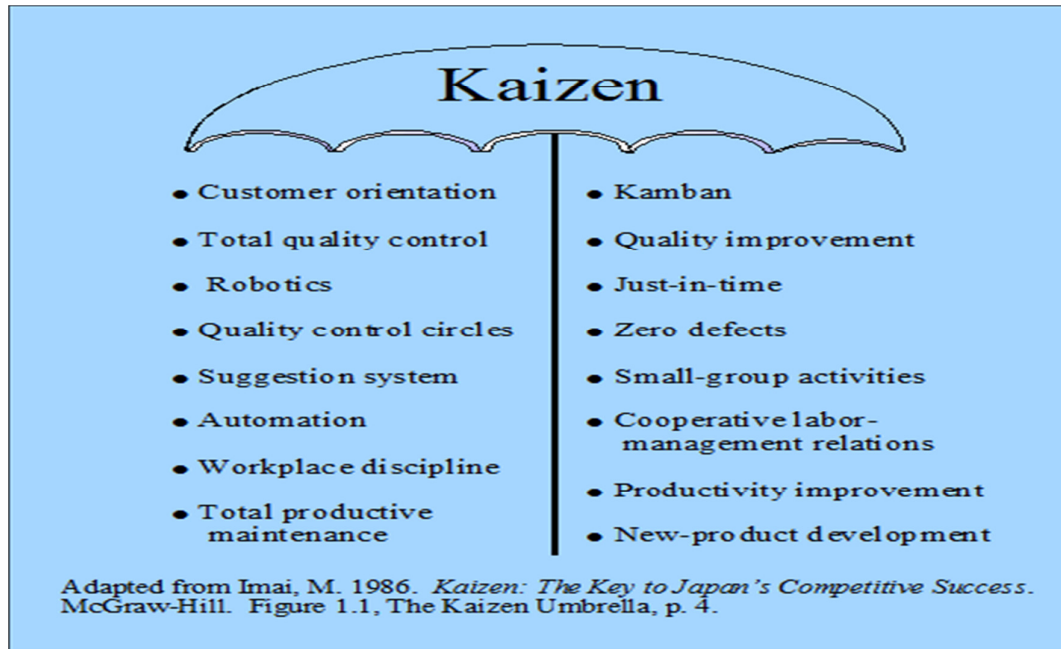 Kaizen
• Customer orientation
• Total quality control
• Robotics
• Quality control circles
• Suggestion system
• Automation
• Workplace discipline
• Total productive
maintenance
• Kamban
• Quality improvement
• Just-in-time
• Zero defects
• Small-group activities
• Cooperative labor-
management relations
• Productivity improvement
• New-product development
Adapted from Imai, M. 1986. Kaizen: The Key to Japan's Competitive Success.
McGraw-Hill. Figure 1.1, The Kaizen Umbrella, p. 4.